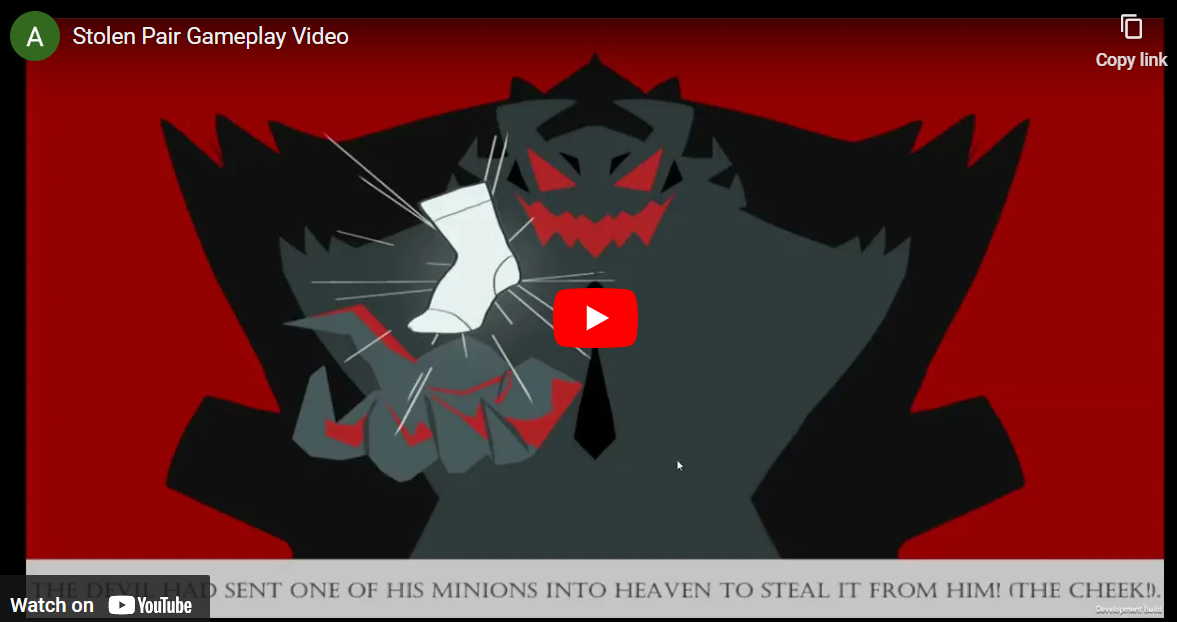 A
Stolen Pair Gameplay Video
Copy link
THE DEVIL HAD SENT ONE OF HIS MINIONS INTO HEAVEN TO STEAL IT FROM HIM! (THE CHEEK!).
Watch on YouTube
Development Build